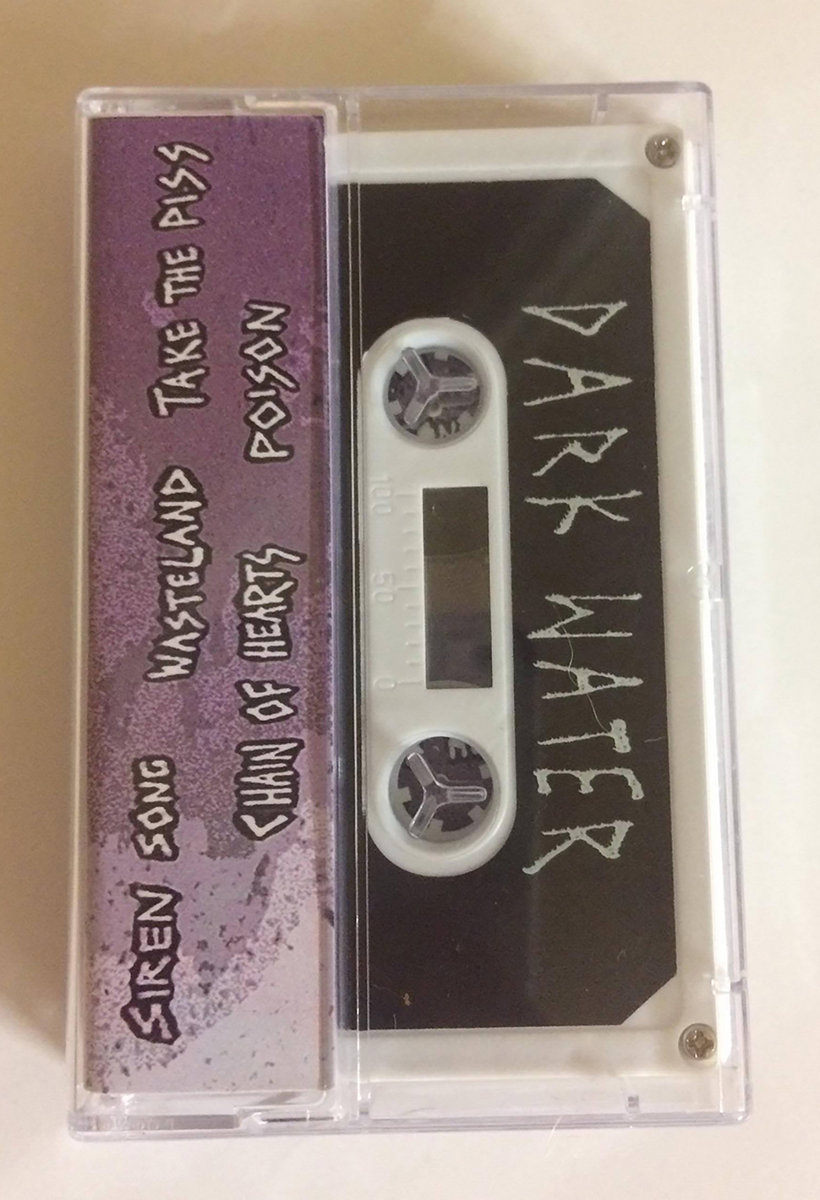 SIREN SONG WASTELAND TAKE THE PISS
CHAIN OF HEARTS POISON
DARK WATER
100 50 0